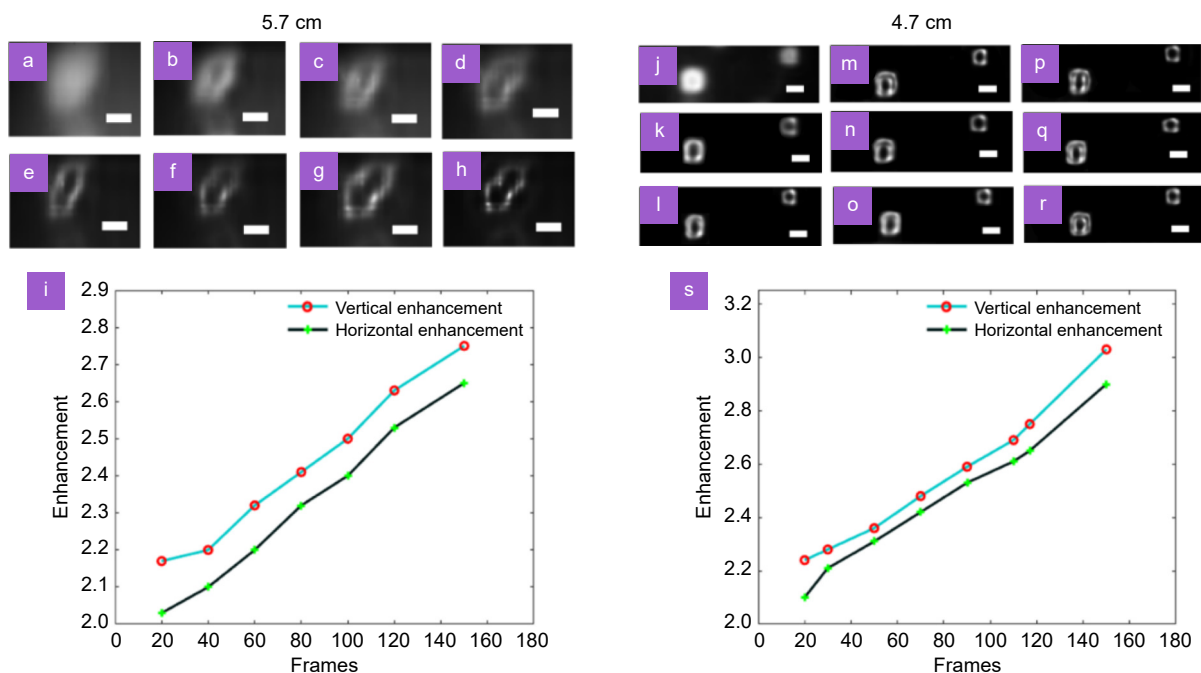 5.7 cm
4.7 cm
a
b
c
d
e
f
g
h
j
m
p
k
n
q
l
o
r
i
2.9
2.8
2.7
2.6
2.5
2.4
2.3
2.2
2.1
2.0
Enhancement
Vertical enhancement
Horizontal enhancement
0 20 40 60 80 100 120 140 160 180
Frames
s
3.2
3.0
2.8
2.6
2.4
2.2
2.0
Enhancement
Vertical enhancement
Horizontal enhancement
0 20 40 60 80 100 120 140 160 180
Frames